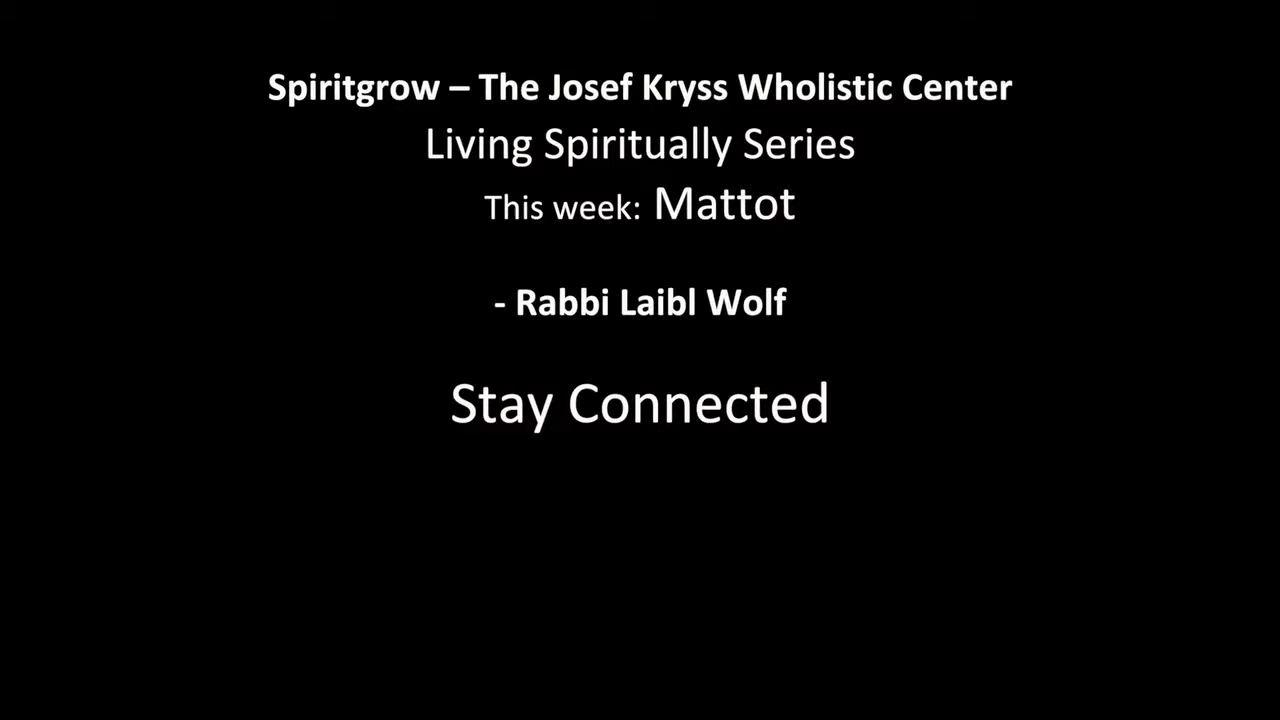 Spiritgrow – The Josef Kryss Wholistic Center
Living Spiritually Series
This week: Mattot
- Rabbi Laibl Wolf
Stay Connected